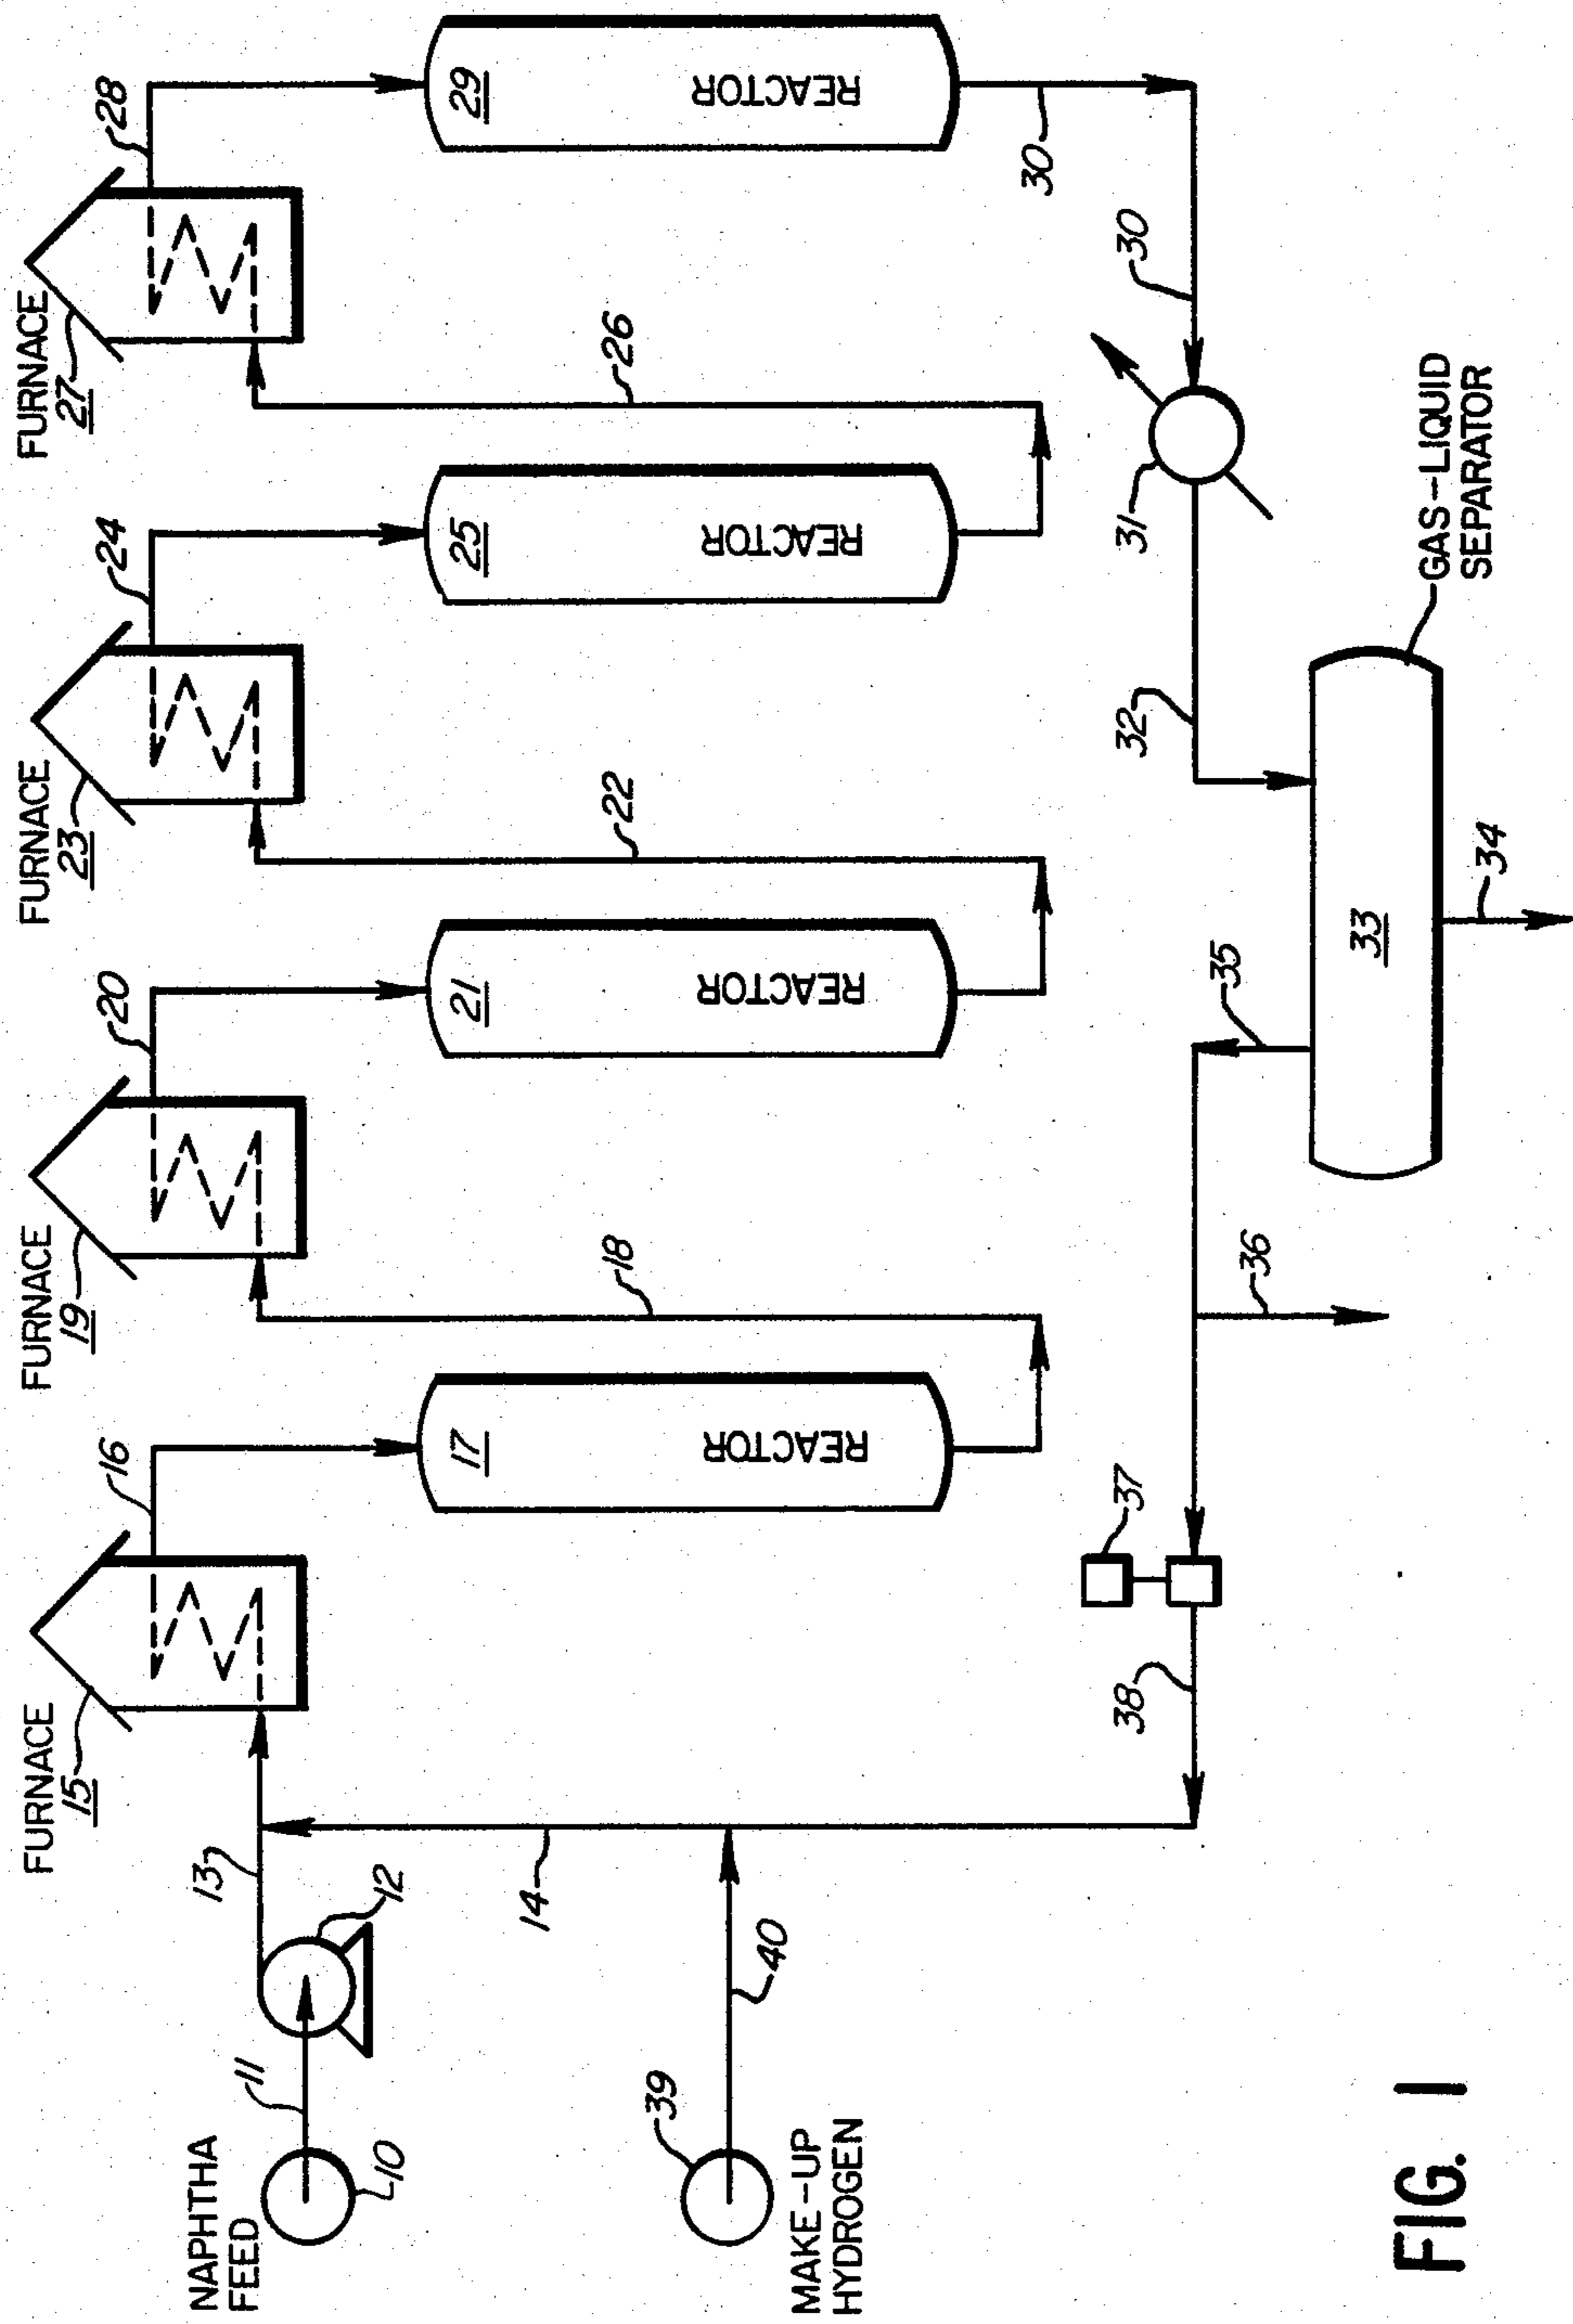 FURNACE
15
16
FURNACE
19
20
FURNACE
23
24
FURNACE
27
28
NAPHTHA
FEED
10
11
12
13
17
REACTOR
18
21
REACTOR
22
25
REACTOR
26
29
REACTOR
30
14
39
MAKE-UP
HYDROGEN
40
38
37
36
35
32
31
30
33
34
GAS-LIQUID
SEPARATOR
FIG. 1